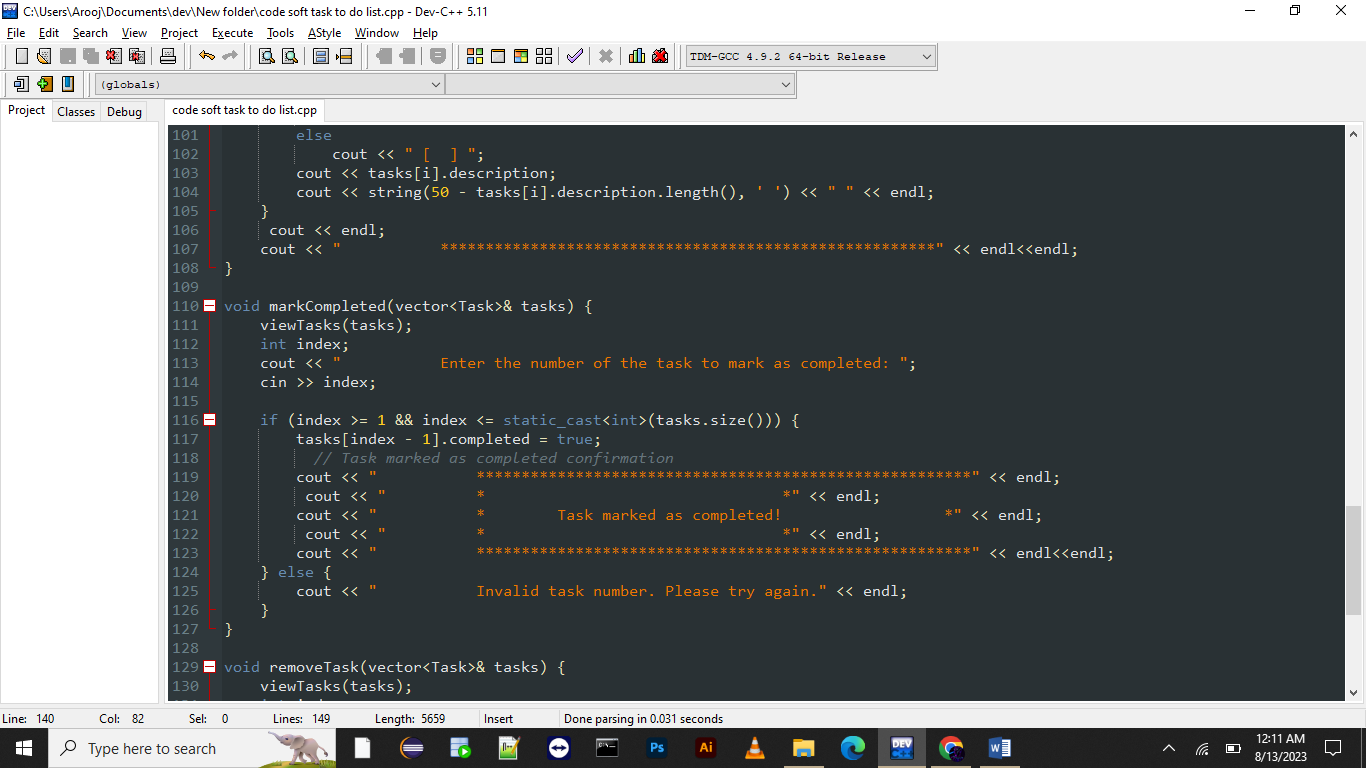 C:\Users\Arooj\Documents\dev\New folder\code soft task to do list.cpp - Dev-C++ 5.11
File Edit Search View Project Execute Tools AStyle Window Help
TDM-GCC 4.9.2 64-bit Release
(globals)
Project Classes Debug
code soft task to do list.cpp
101         else
102             cout << " [  ] ";
103         cout << tasks[i].description;
104         cout << string(50 - tasks[i].description.length(), ' ') << " " << endl;
105     }
106      cout << endl;
107     cout << "           *******************************************************" << endl<<endl;
108 }
109
110 void markCompleted(vector<Task>& tasks) {
111     viewTasks(tasks);
112     int index;
113     cout << "           Enter the number of the task to mark as completed: ";
114     cin >> index;
115
116     if (index >= 1 && index <= static_cast<int>(tasks.size())) {
117         tasks[index - 1].completed = true;
118           // Task marked as completed confirmation
119         cout << "           *******************************************************" << endl;
120          cout << "          *                                 *" << endl;
121         cout << "           *        Task marked as completed!                  *" << endl;
122          cout << "          *                                 *" << endl;
123         cout << "           *******************************************************" << endl<<endl;
124     } else {
125         cout << "           Invalid task number. Please try again." << endl;
126     }
127 }
128
129 void removeTask(vector<Task>& tasks) {
130     viewTasks(tasks);
Line: 140 Col: 82 Sel: 0 Lines: 149 Length: 5659 Insert Done parsing in 0.031 seconds
Type here to search
Ps
Ai
DEV
W
12:11 AM
8/13/2023